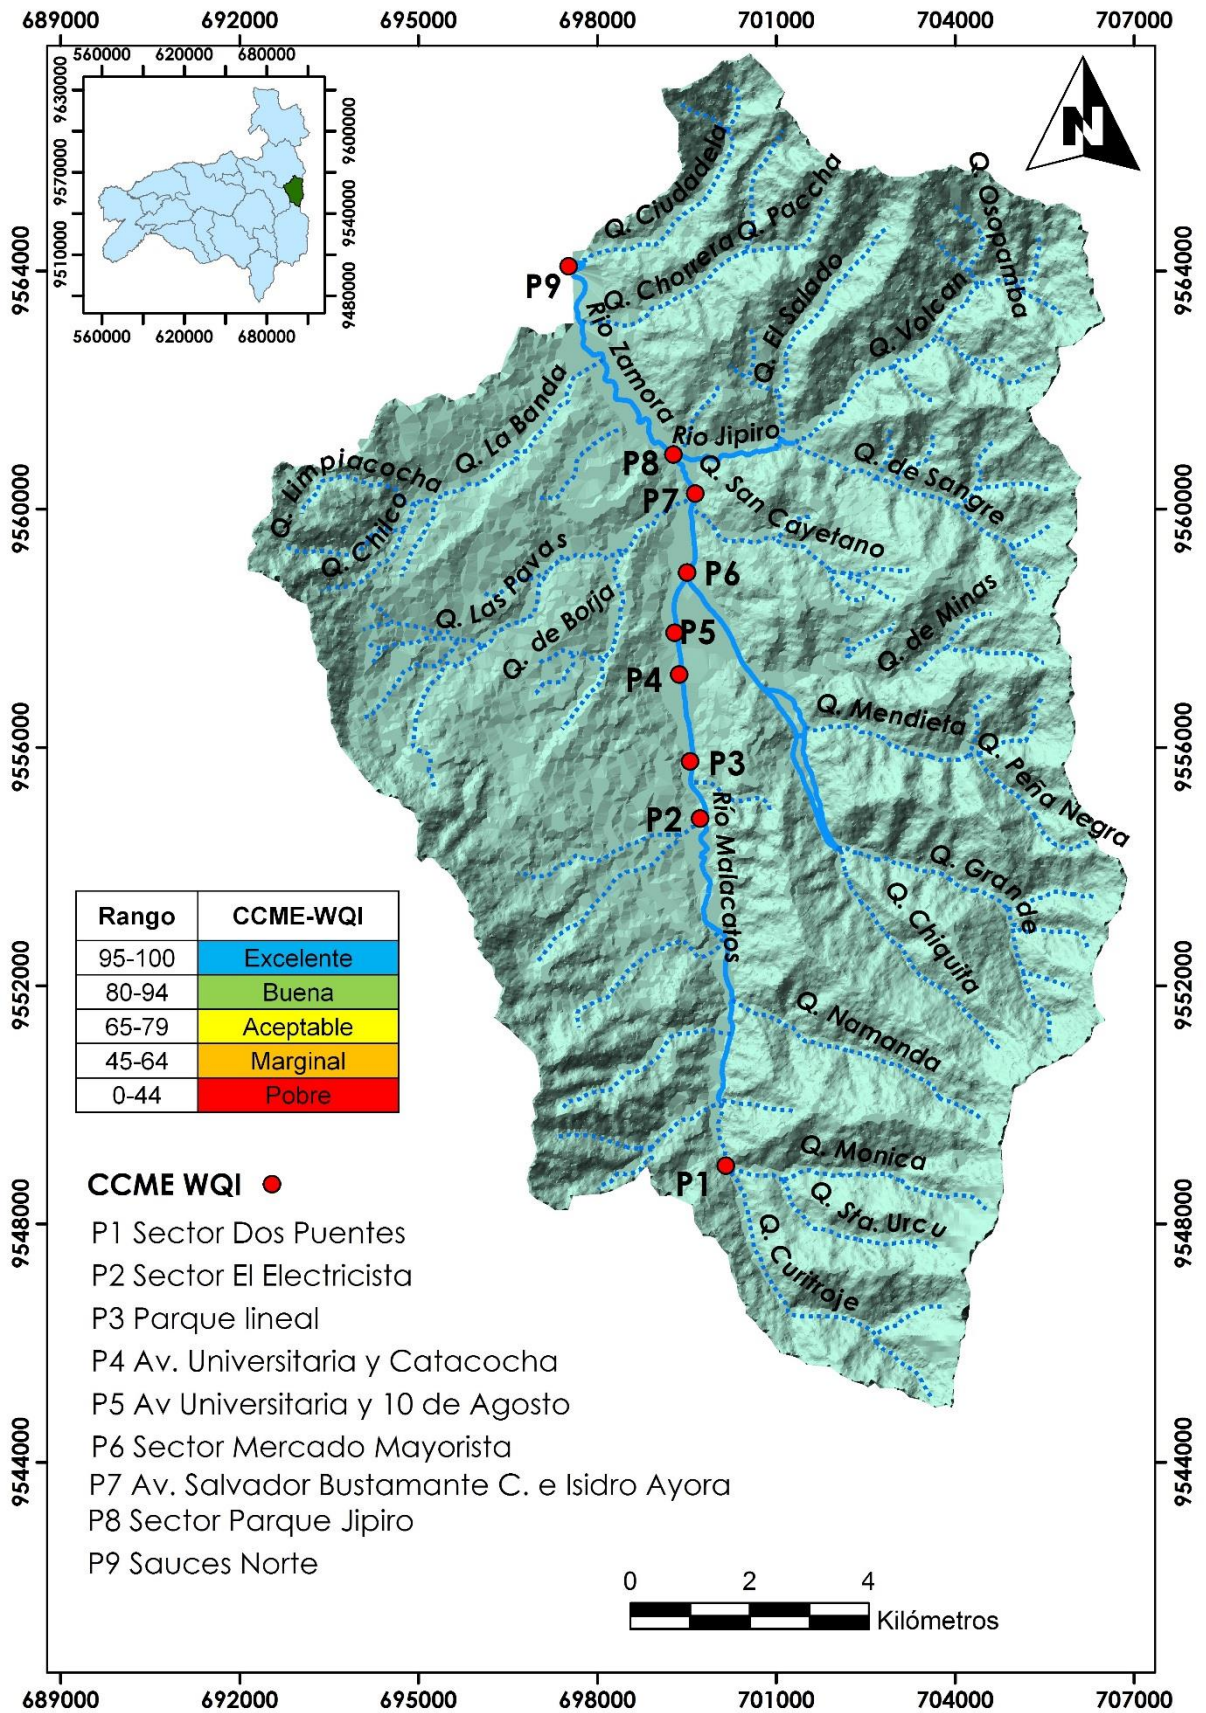 689000 692000 695000 698000 701000 704000 707000
560000 620000 680000
9630000
9570000
9510000
9600000
9540000
9480000
560000 620000 680000
N
9564000
9560000
9556000
9552000
9548000
9544000
9564000
9560000
9556000
9552000
9548000
9544000
Q. Ciudadela
Q. Paccha
Q. Chorrera
Q. Osopamba
P9
Rio Zamora
Q. El Salado
Q. Volcan
Q. La Banda
Rio Jipiro
P8
Q. Limpiacocha
Q. Chilco
P7
Q. San Cayetano
Q. de Sangre
Q. Las Pavas
Q. de Borja
P6
Q. de Minas
P5
P4
Q. Mendieta
Q. Peña Negra
P3
P2
Río Malacatos
Q. Grande
Q. Chiquita
Q. Namanda
Q. Monica
P1
Q. Sta. Urcu
Q. Curitroje
Rango CCME-WQI
95-100 Excelente
80-94 Buena
65-79 Aceptable
45-64 Marginal
0-44 Pobre
CCME WQI
P1 Sector Dos Puentes
P2 Sector El Electricista
P3 Parque lineal
P4 Av. Universitaria y Catacocha
P5 Av Universitaria y 10 de Agosto
P6 Sector Mercado Mayorista
P7 Av. Salvador Bustamante C. e Isidro Ayora
P8 Sector Parque Jipiro
P9 Sauces Norte
0 2 4
Kilómetros
689000 692000 695000 698000 701000 704000 707000